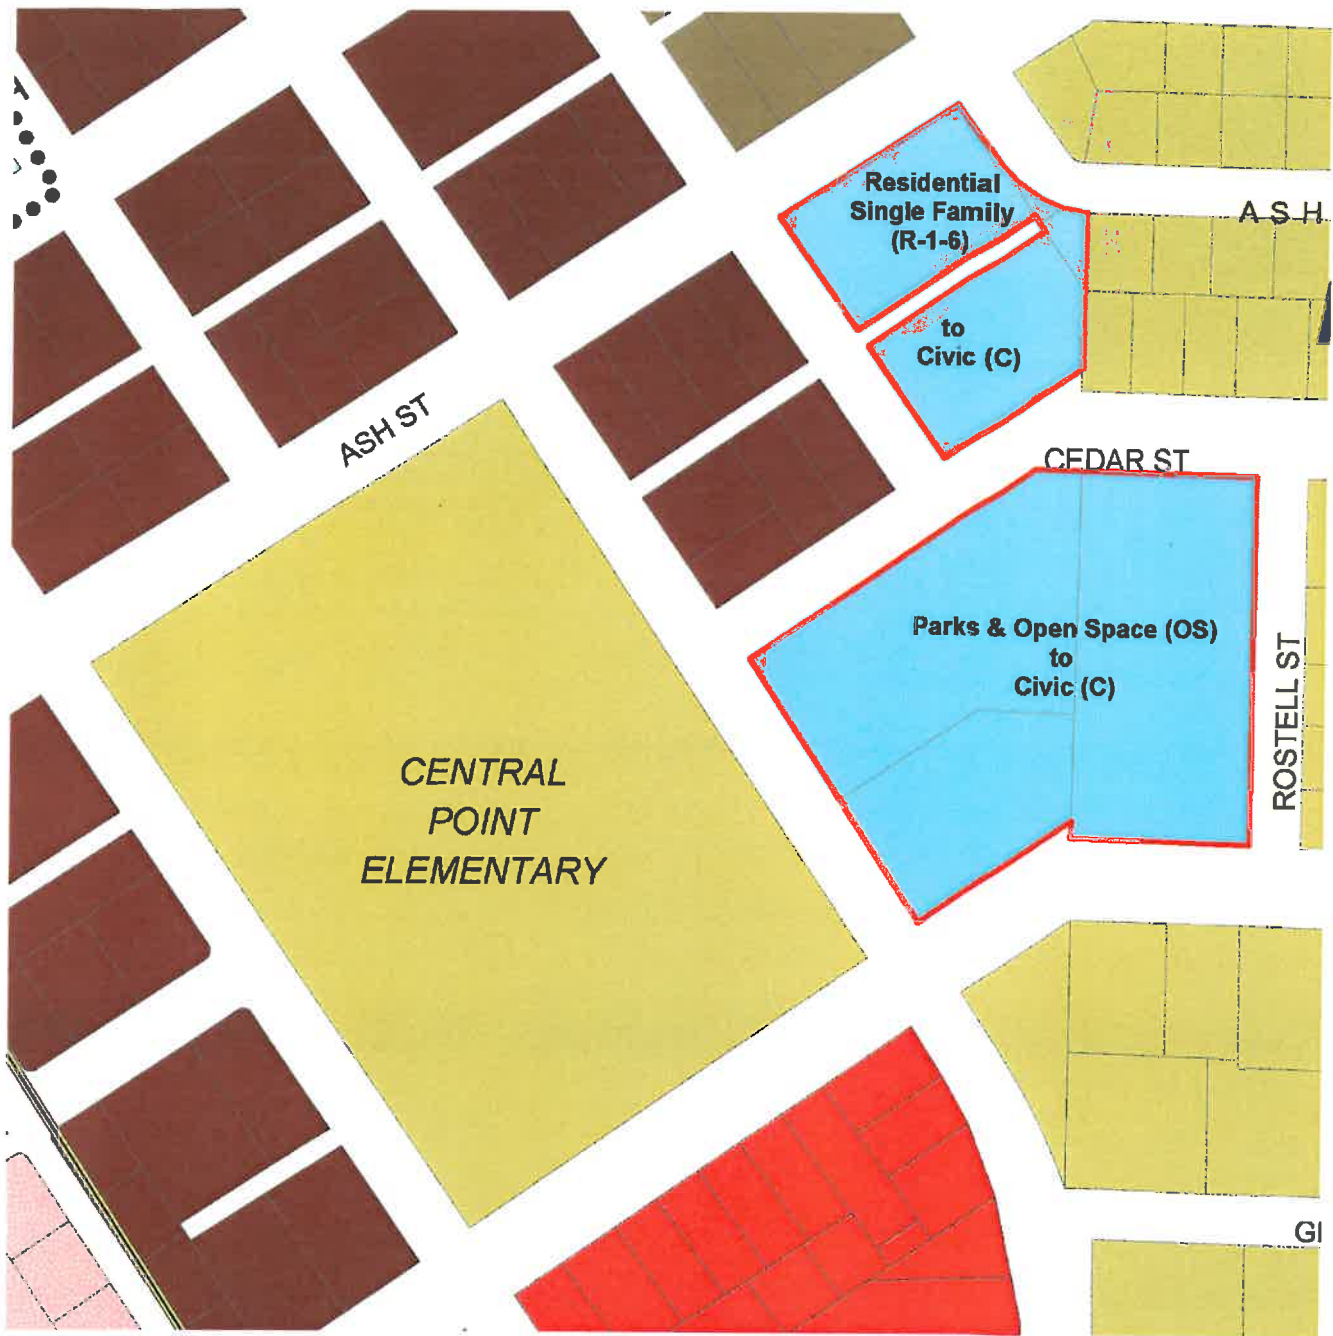 Residential
Single Family
(R-1-6)
to
Civic (C)
ASH
ASH ST
CEDAR ST
Parks & Open Space (OS)
to
Civic (C)
ROSTELL ST
CENTRAL
POINT
ELEMENTARY
GI